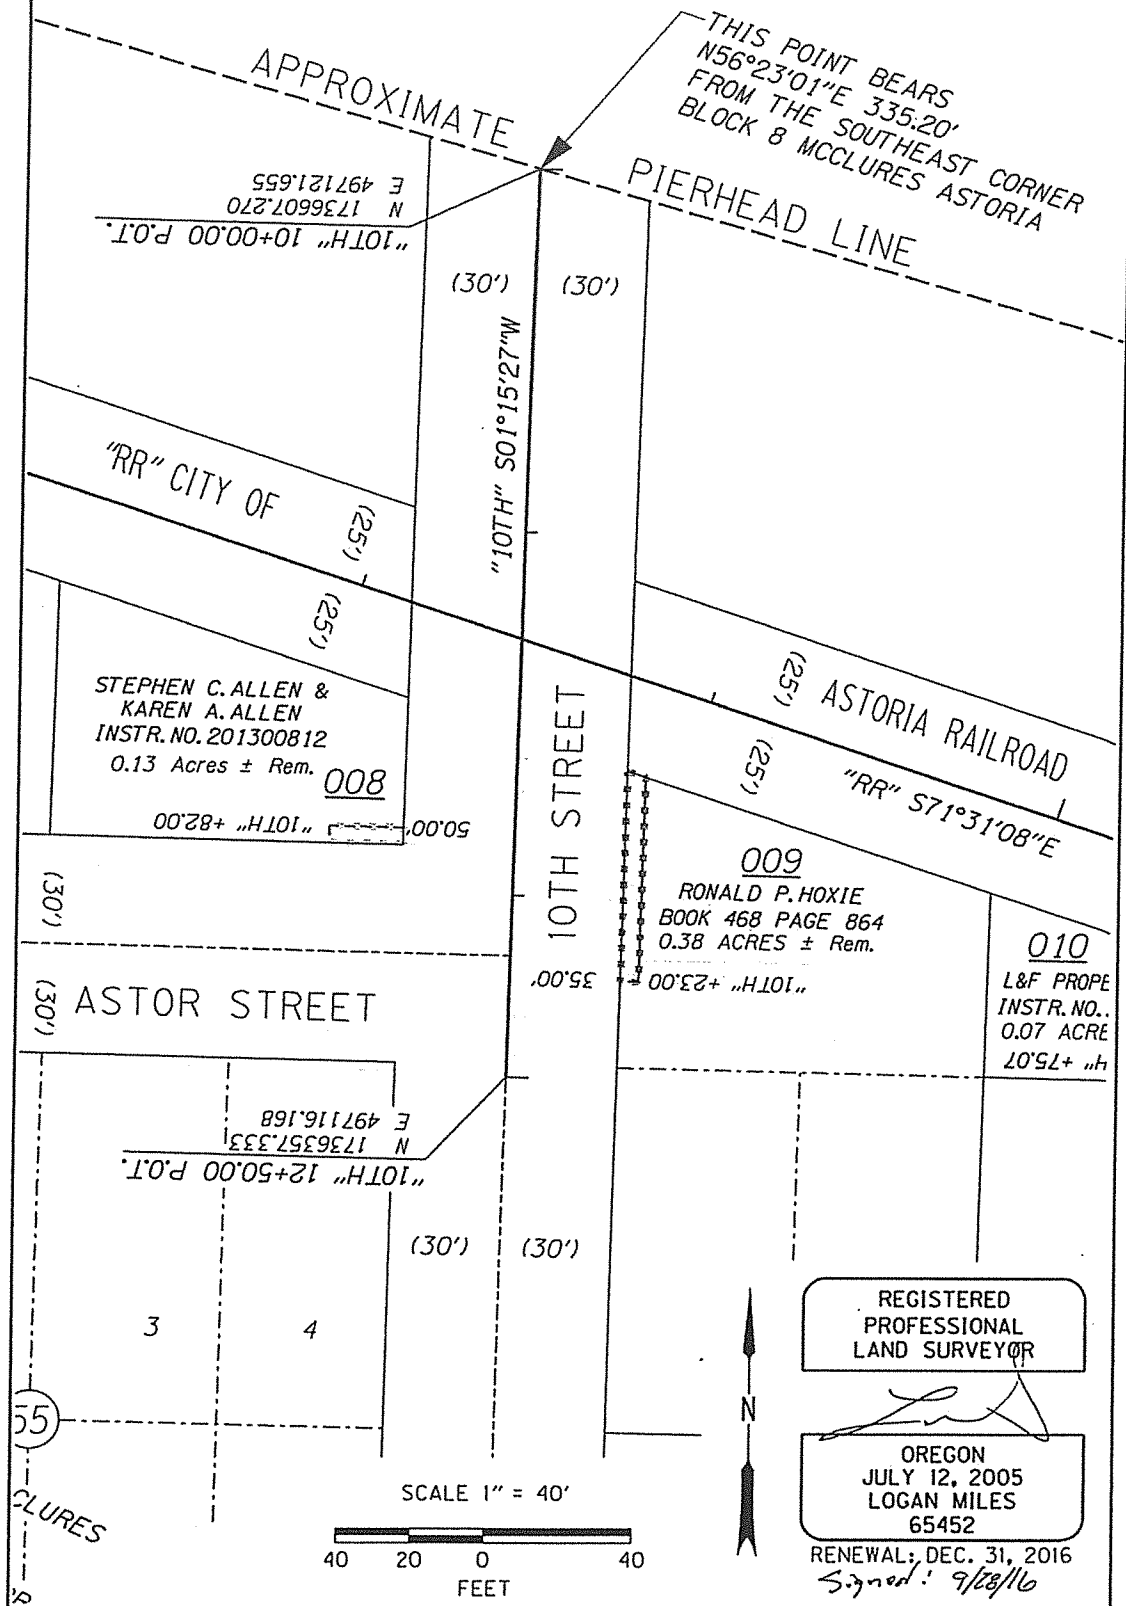 THIS POINT BEARS
N56°23'01"E 335.20'
FROM THE SOUTHEAST CORNER
BLOCK 8 MCCLURES ASTORIA
APPROXIMATE
PIERHEAD LINE
"10TH" 10+00.00 P.O.T.
N 1736607.270
E 497121.655
(30')
(30')
"10TH" S01°15'27"W
"RR" CITY OF
(25')
(25')
STEPHEN C. ALLEN &
KAREN A. ALLEN
INSTR. NO. 201300812
0.13 Acres ± Rem.
008
"10TH" +82.00
50.00'
10TH STREET
(25')
ASTORIA RAILROAD
(25')
"RR" S71°31'08"E
009
RONALD P. HOXIE
BOOK 468 PAGE 864
0.38 ACRES ± Rem.
35.00'
"10TH" +23.00
010
L&F PROPE
INSTR. NO..
0.07 ACRE
H" +75.07
(30')
(30')
ASTOR STREET
"10TH" 12+50.00 P.O.T.
N 1736357.333
E 497116.168
(30')
(30')
3
4
55
CLURES
SCALE 1" = 40'
40 20 0 40
FEET
N
REGISTERED
PROFESSIONAL
LAND SURVEYOR
OREGON
JULY 12, 2005
LOGAN MILES
65452
RENEWAL: DEC. 31, 2016
Signed: 9/28/16